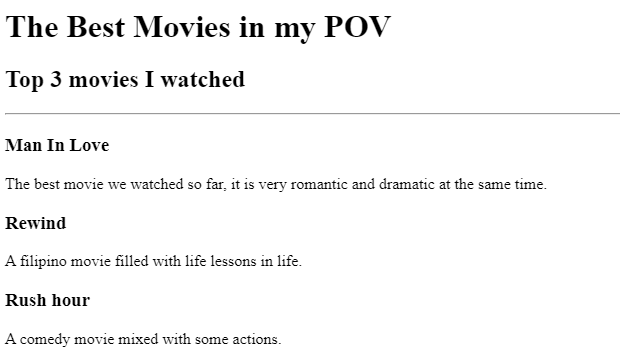 The Best Movies in my POV
Top 3 movies I watched
Man In Love
The best movie we watched so far, it is very romantic and dramatic at the same time.
Rewind
A filipino movie filled with life lessons in life.
Rush hour
A comedy movie mixed with some actions.